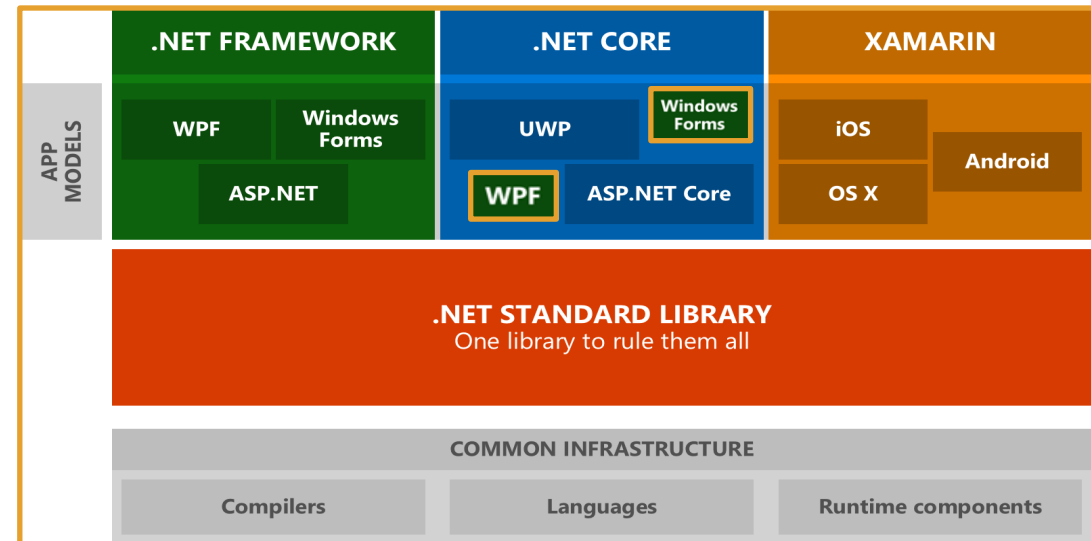 .NET FRAMEWORK
.NET CORE
XAMARIN
APP
MODELS
WPF
Windows
Forms
ASP.NET
UWP
Windows
Forms
WPF
ASP.NET Core
iOS
Android
OS X
.NET STANDARD LIBRARY
One library to rule them all
COMMON INFRASTRUCTURE
Compilers
Languages
Runtime components